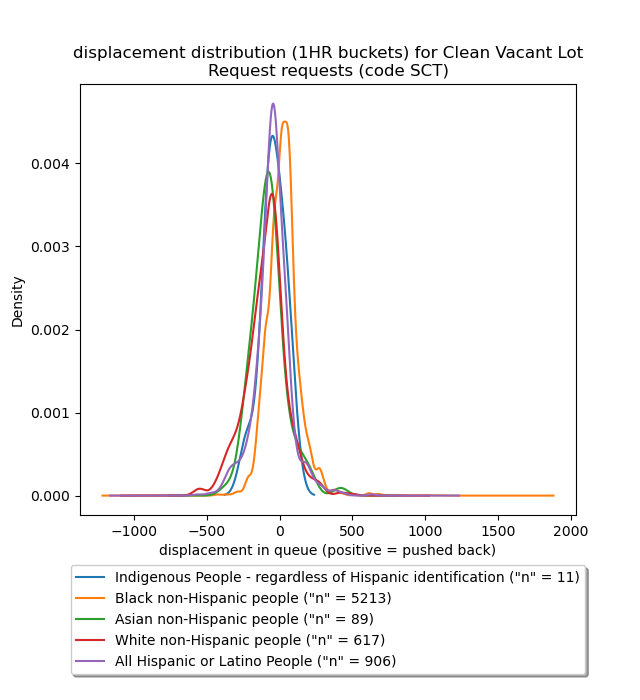 displacement distribution (1HR buckets) for Clean Vacant Lot
Request requests (code SCT)
Density
0.004
0.003
0.002
0.001
0.000
−1000 −500 0 500 1000 1500 2000
displacement in queue (positive = pushed back)
Indigenous People - regardless of Hispanic identification ("n" = 11)
Black non-Hispanic people ("n" = 5213)
Asian non-Hispanic people ("n" = 89)
White non-Hispanic people ("n" = 617)
All Hispanic or Latino People ("n" = 906)